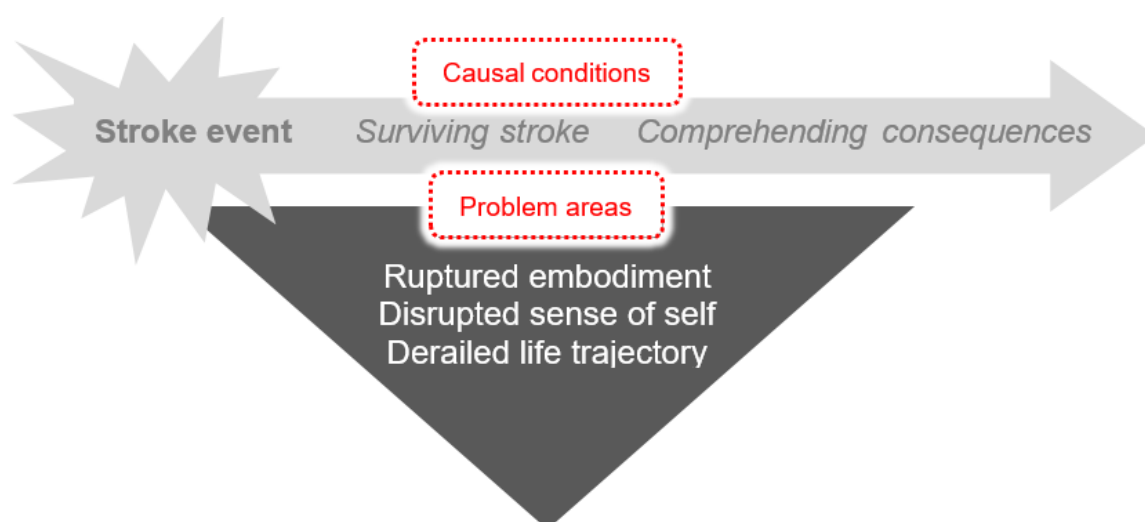 Causal conditions
Stroke event Surviving stroke Comprehending consequences
Problem areas
Ruptured embodiment
Disrupted sense of self
Derailed life trajectory